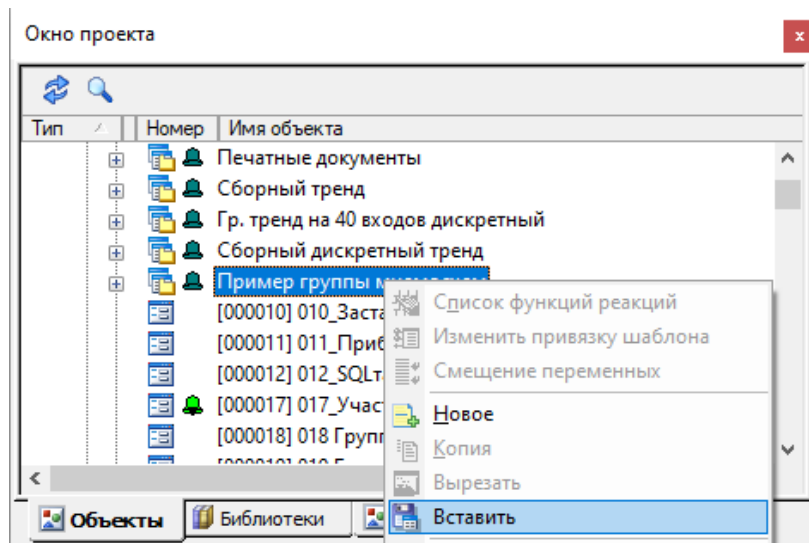 Окно проекта
x
Тип Номер Имя объекта
Печатные документы
Сборный тренд
Гр. тренд на 40 входов дискретный
Сборный дискретный тренд
Пример группы
Список функций реакций
[000010] 010_Заста
Изменить привязку шаблона
[000011] 011_Приб
Смещение переменных
[000012] 012_SQLт
Новое
[000017] 017_Учас
Копия
[000018] 018 Групп
Вырезать
Вставить
Объекты Библиотеки